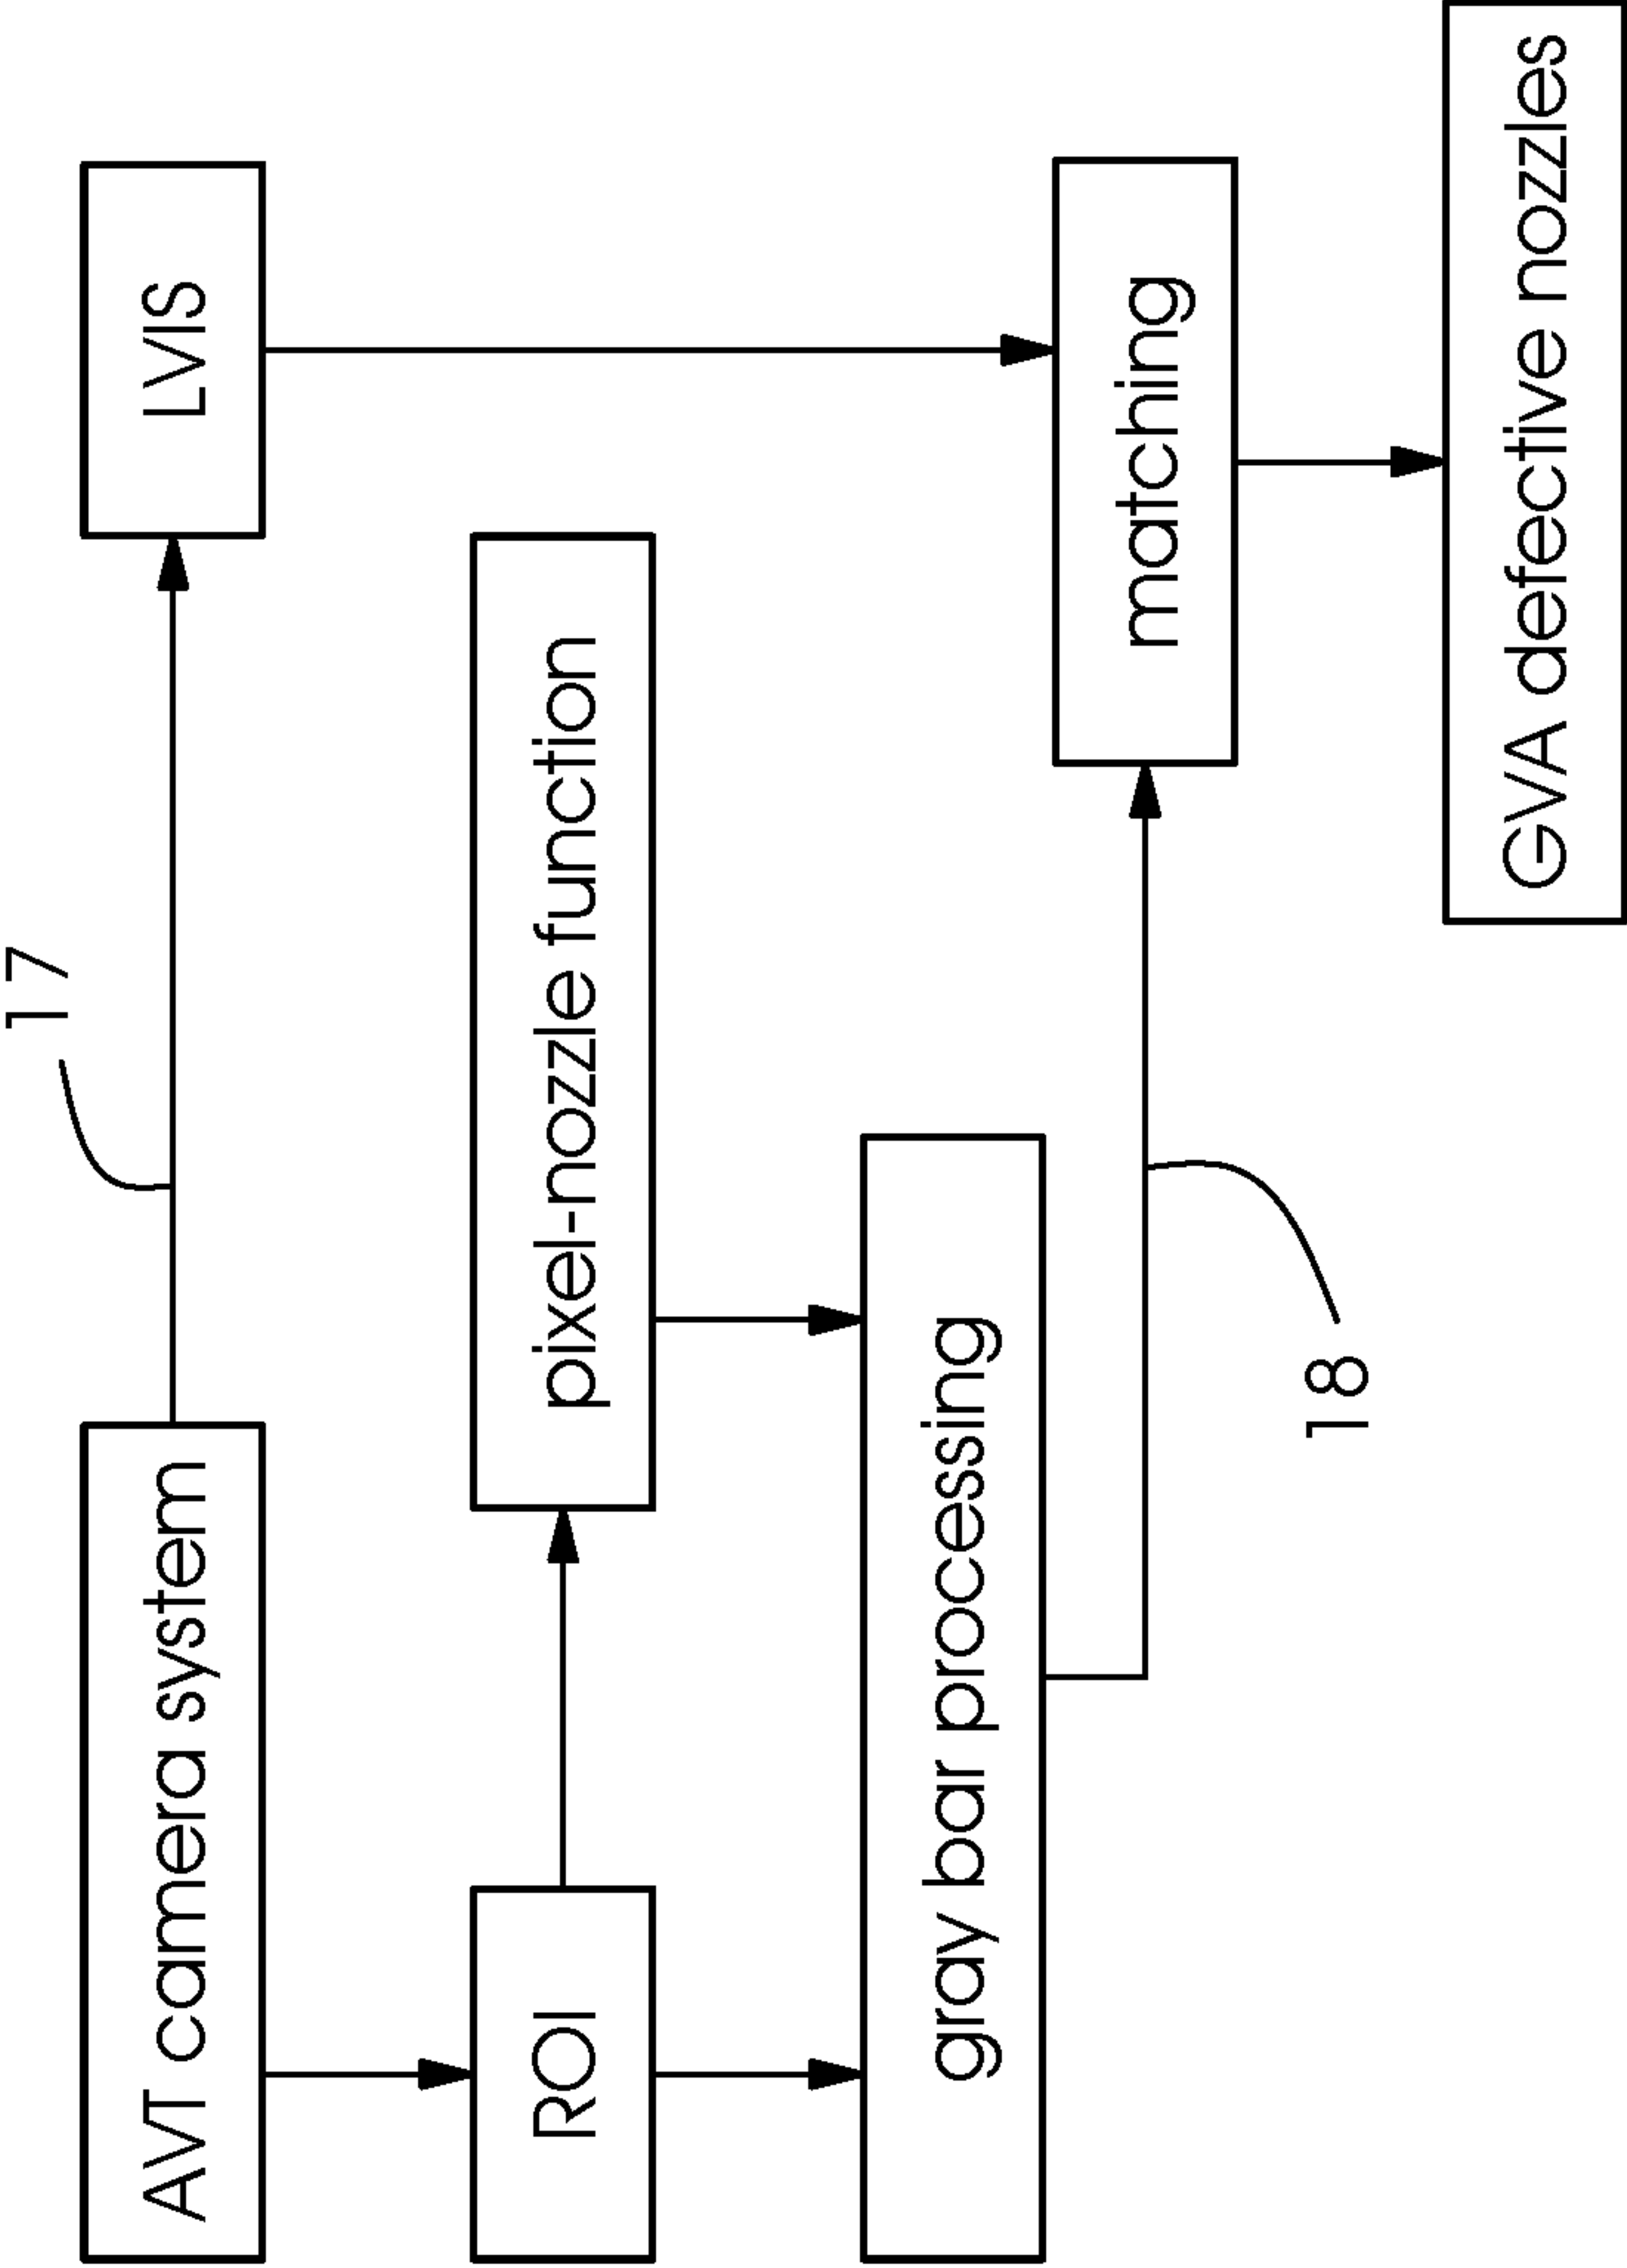 17
AVT camera system
LVIS
ROI
pixel-nozzle function
gray bar processing
matching
18
GVA defective nozzles